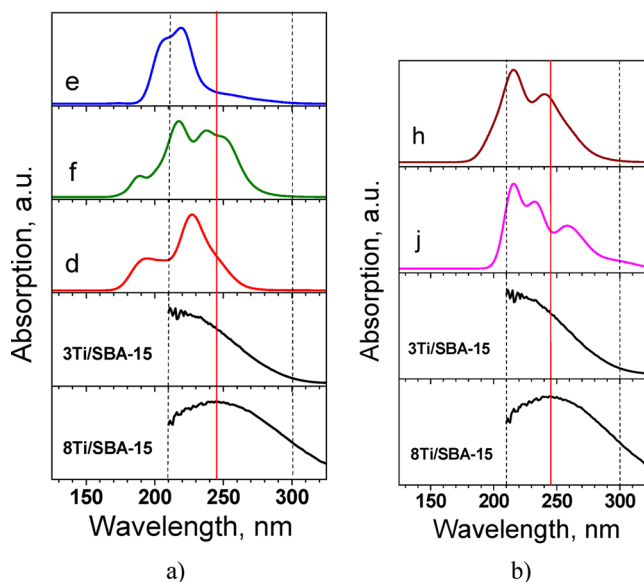 e
f
d
3Ti/SBA-15
8Ti/SBA-15
Absorption, a.u.
150 200 250 300
Wavelength, nm
a)
h
j
3Ti/SBA-15
8Ti/SBA-15
Absorption, a.u.
150 200 250 300
Wavelength, nm
b)